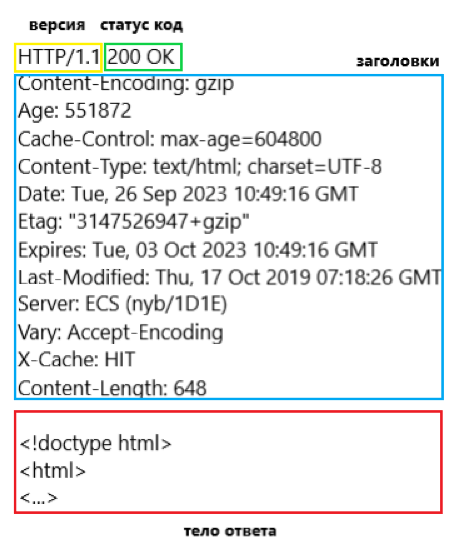 версия статус код
HTTP/1.1 200 OK
заголовки
Content-Encoding: gzip
Age: 551872
Cache-Control: max-age=604800
Content-Type: text/html; charset=UTF-8
Date: Tue, 26 Sep 2023 10:49:16 GMT
Etag: "3147526947+gzip"
Expires: Tue, 03 Oct 2023 10:49:16 GMT
Last-Modified: Thu, 17 Oct 2019 07:18:26 GMT
Server: ECS (nyb/1D1E)
Vary: Accept-Encoding
X-Cache: HIT
Content-Length: 648
<!doctype html>
<html>
<...>
тело ответа